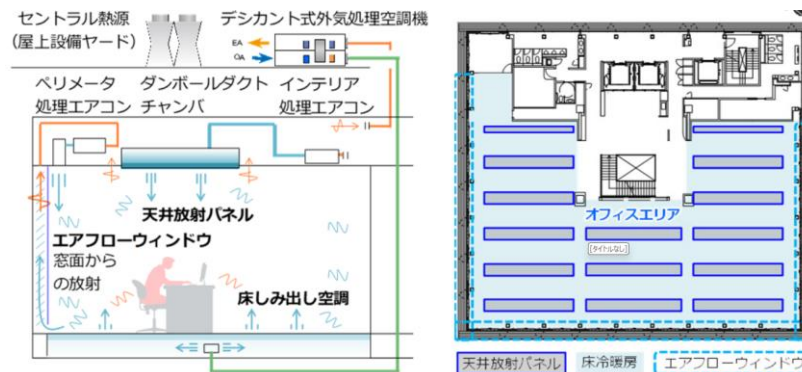 セントラル熱源
(屋上設備ヤード)
デシカント式外気処理空調機
EA
OA
ペリメータ
処理エアコン
ダンボールダクト
チャンバ
インテリア
処理エアコン
天井放射パネル
エアフローウィンドウ
窓面から
の放射
床しみ出し空調
オフィスエリア
[タイトルなし]
天井放射パネル
床冷暖房
エアフローウィンドウ